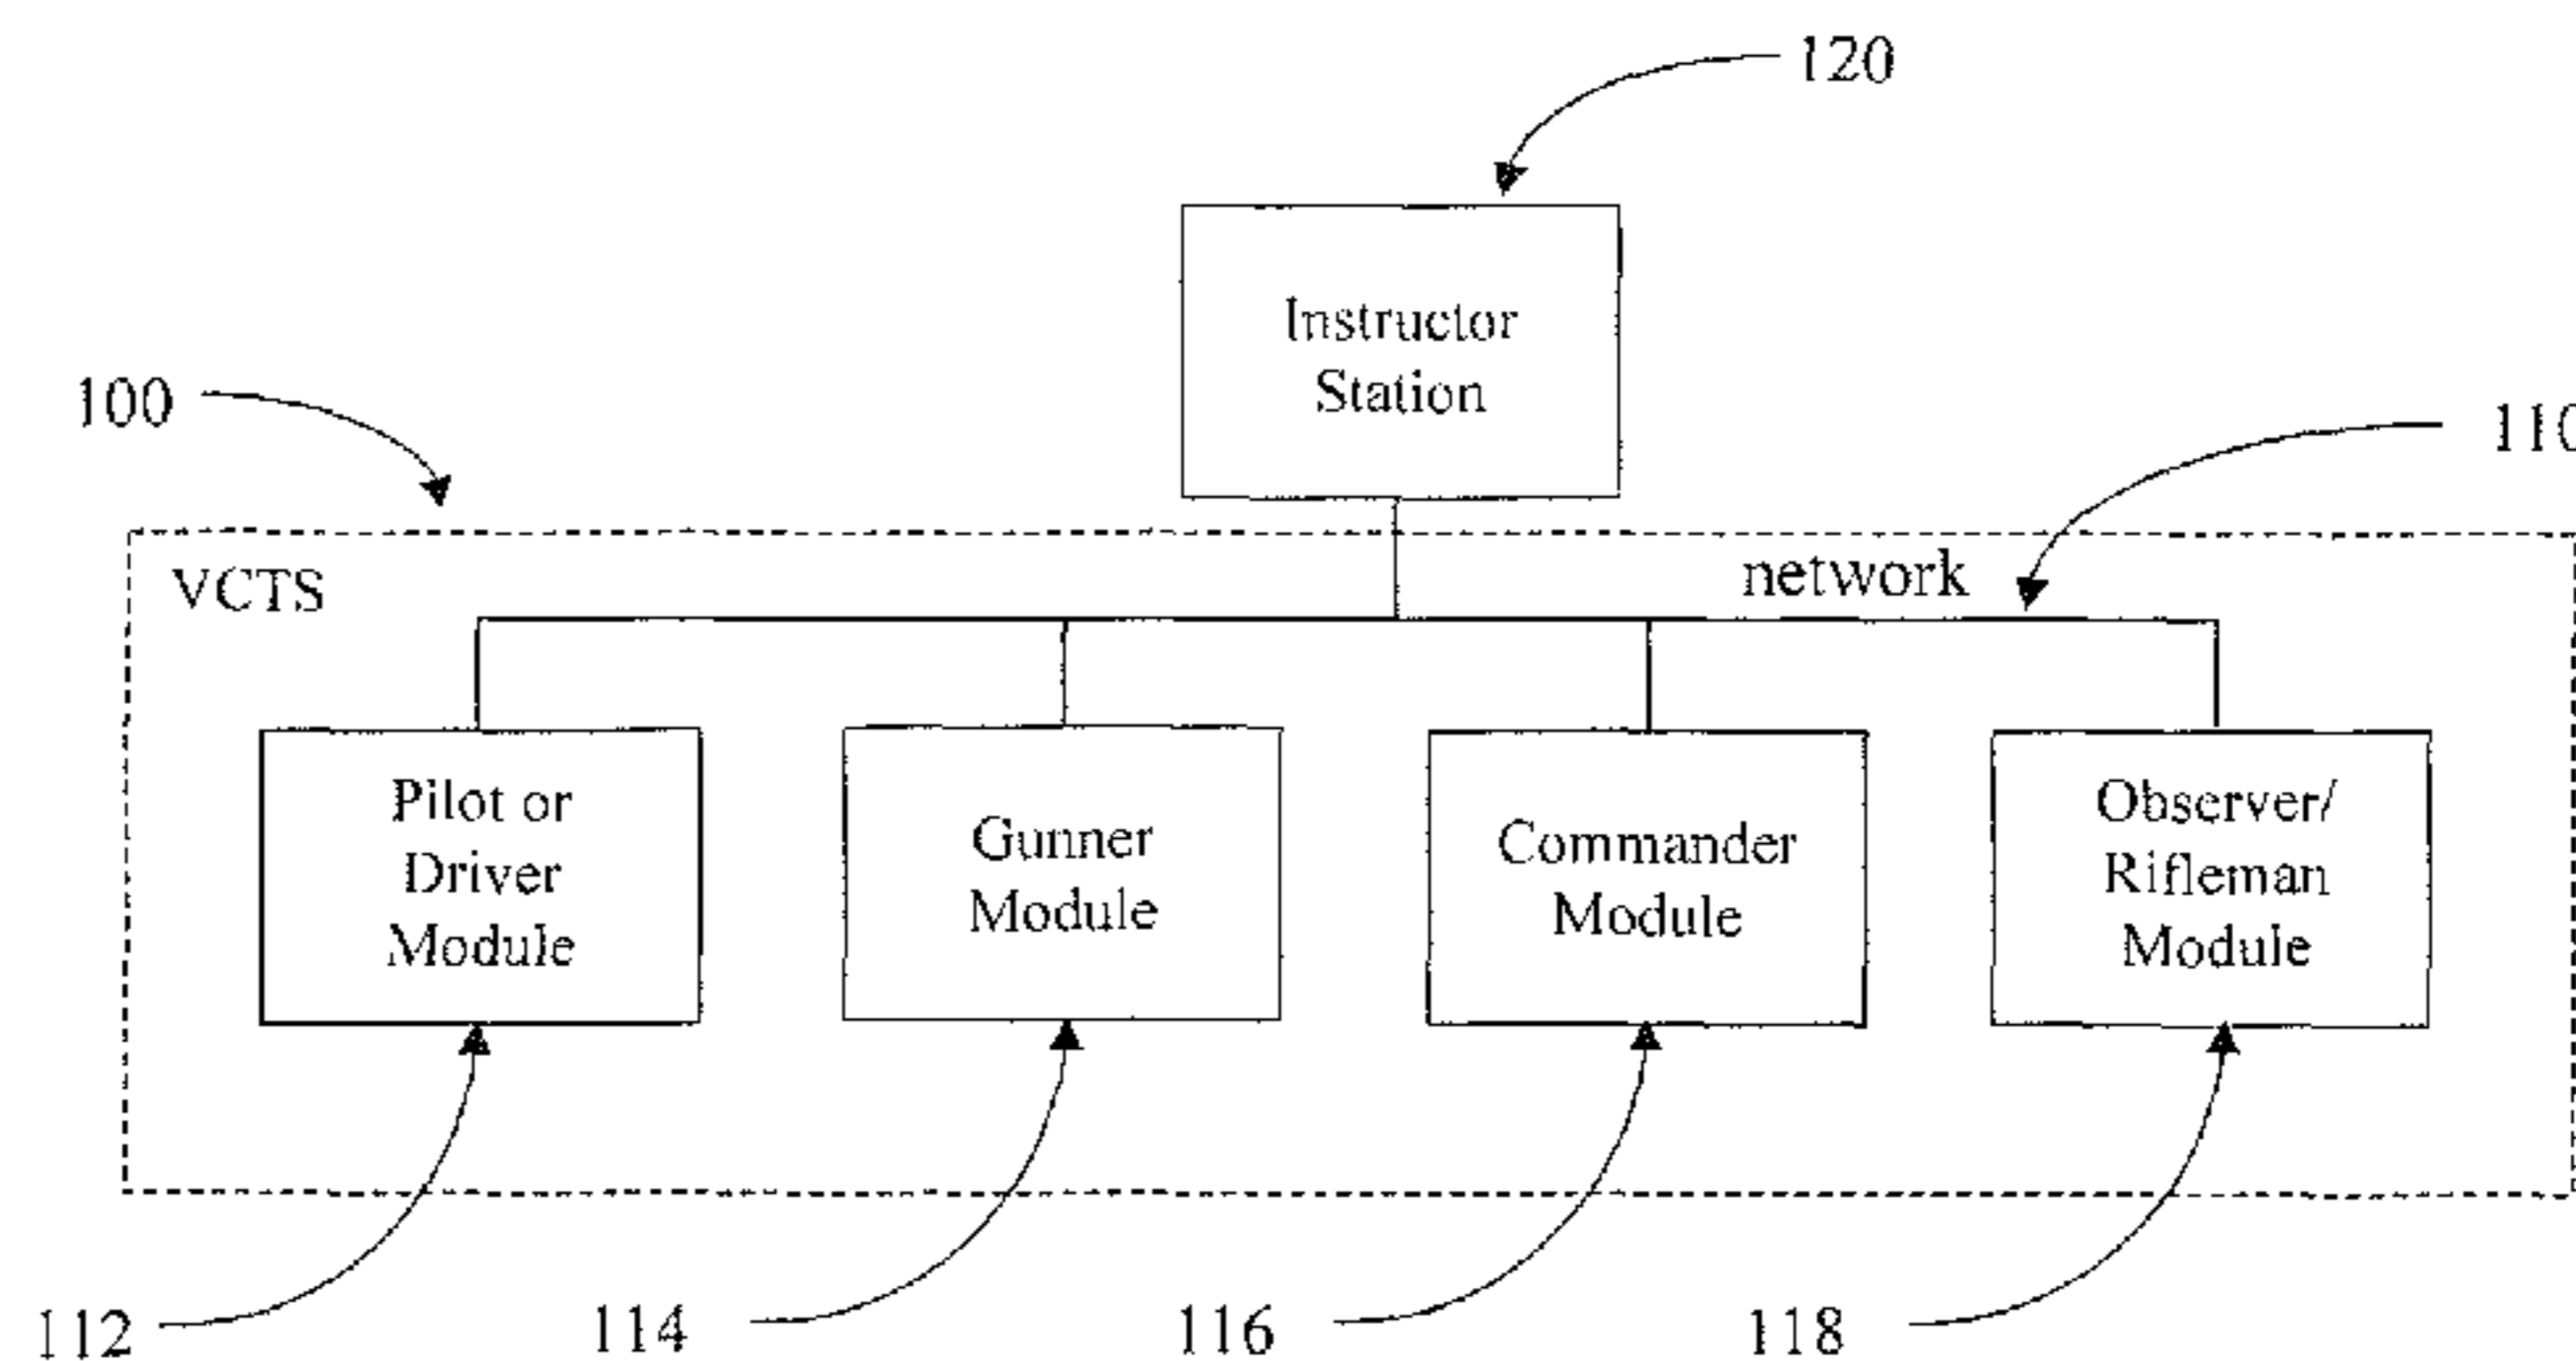 120
Instructor
Station
100
110
VCTS
network
Pilot or
Driver
Module
Gunner
Module
Commander
Module
Observer/
Rifleman
Module
112
114
116
118